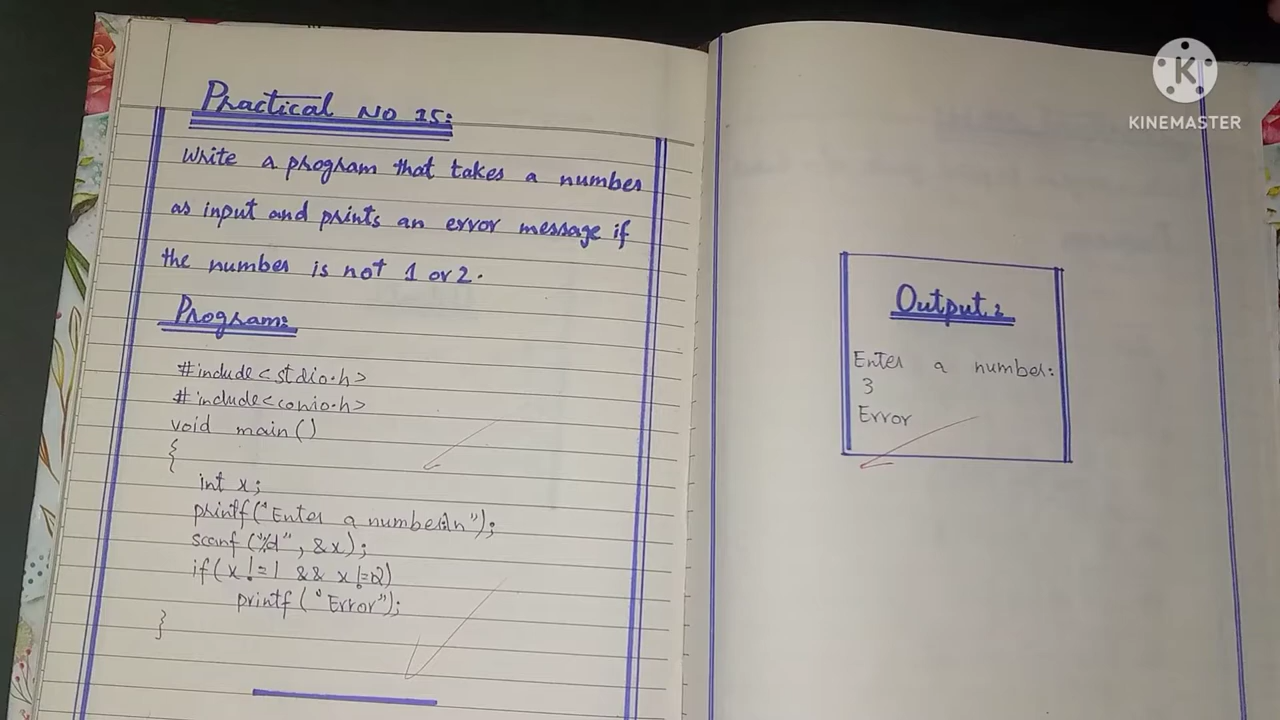 Practical No 15:
Write a program that takes a number
as input and prints an error message if
the number is not 1 or 2.
Program:
#include<stdio.h>
#include<conio.h>
void main()
{
int x;
printf("Enter a number:\n");
scanf("%d", &x);
if(x!=1 && x!=2)
printf("Error");
}
Output:
Enter a number:
3
Error
K
KINEMASTER